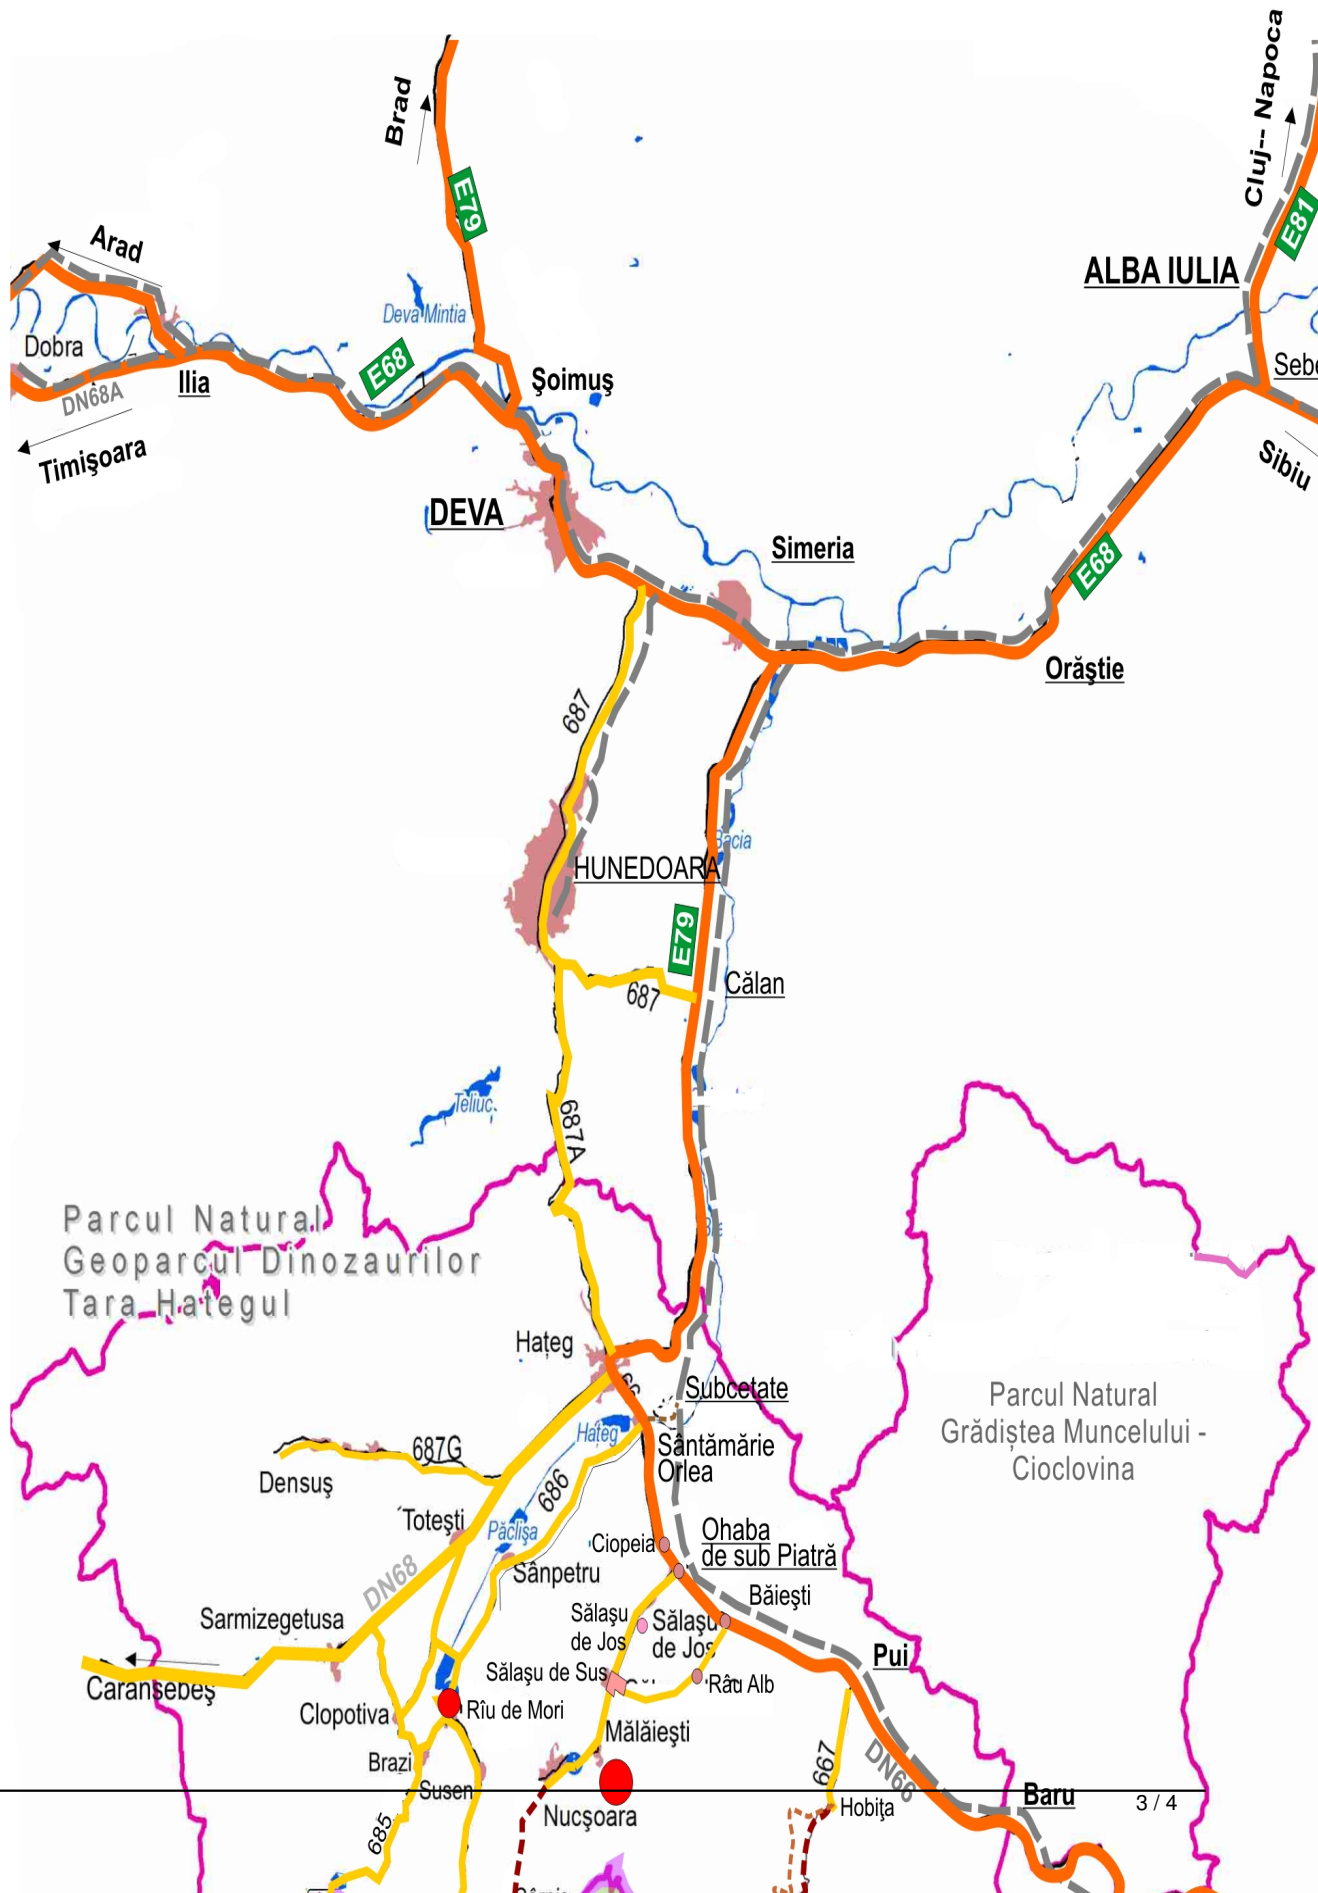 Brad
Cluj-- Napoca
E79
E81
Arad
ALBA IULIA
Deva Mintia
Dobra
E68
Ilia
DN68A
Şoimuş
Timişoara
Sibiu
DEVA
Simeria
E68
Orăştie
687
Bacia
HUNEDOARA
E79
Călan
687
Teliuc
687A
Parcul Natural
Geoparcul Dinozaurilor
Tara Hategul
Hațeg
Subcetate
Parcul Natural
Grădiștea Muncelului -
Cioclovina
Hațeg
Sântămărie
Orlea
687G
Densuş
686
Toteşti
Păclişa
Ciopeia
Ohaba
de sub Piatră
Sânpetru
DN68
Băieşti
Sarmizegetusa
Sălaşu
de Jos
Sălaşu
de Jos
Pui
Sălaşu de Sus
Râu Alb
Caransebeş
Clopotiva
Rîu de Mori
Mălăieşti
Brazi
667
DN66
Susen
Baru
3 / 4
Hobiţa
Nucşoara
685